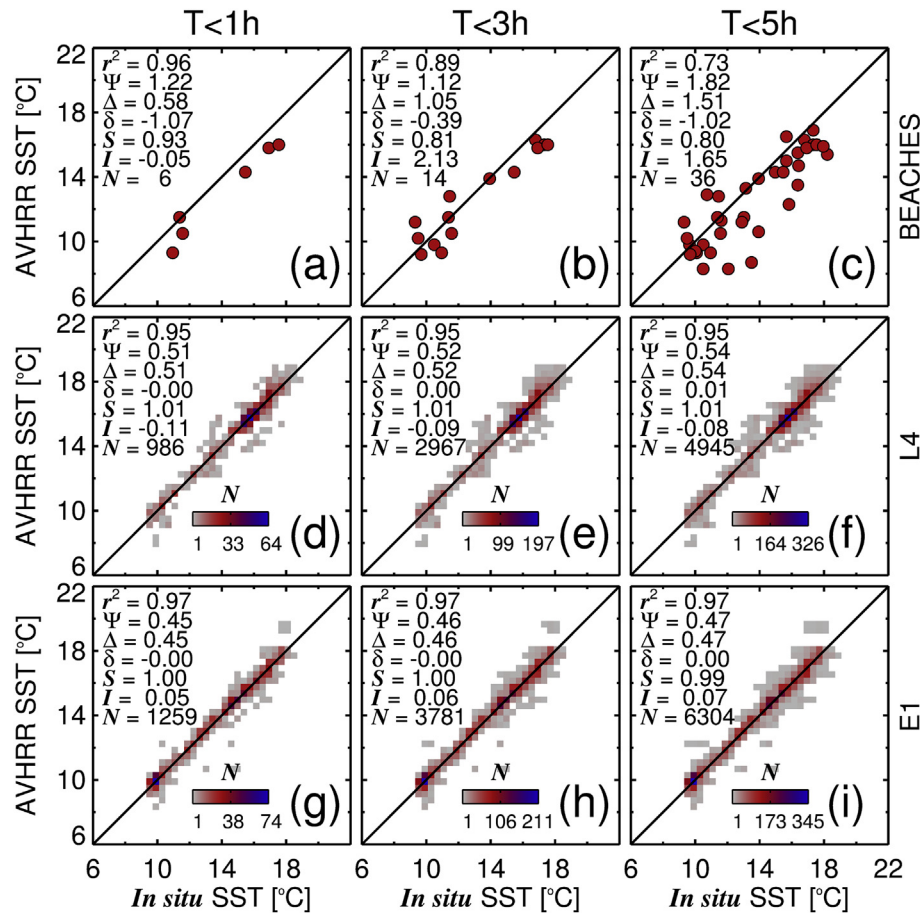 T<1h
T<3h
T<5h
22
18
14
10
6
AVHRR SST [°C]
r² = 0.96
Ψ = 1.22
Δ = 0.58
δ = -1.07
S = 0.93
I = -0.05
N = 6
(a)
r² = 0.89
Ψ = 1.12
Δ = 1.05
δ = -0.39
S = 0.81
I = 2.13
N = 14
(b)
r² = 0.73
Ψ = 1.82
Δ = 1.51
δ = -1.02
S = 0.80
I = 1.65
N = 36
(c)
BEACHES
22
18
14
10
6
AVHRR SST [°C]
r² = 0.95
Ψ = 0.51
Δ = 0.51
δ = -0.00
S = 1.01
I = -0.11
N = 986
N
1 33 64
(d)
r² = 0.95
Ψ = 0.52
Δ = 0.52
δ = 0.00
S = 1.01
I = -0.09
N = 2967
N
1 99 197
(e)
r² = 0.95
Ψ = 0.54
Δ = 0.54
δ = 0.01
S = 1.01
I = -0.08
N = 4945
N
1 164 326
(f)
L4
22
18
14
10
6
AVHRR SST [°C]
r² = 0.97
Ψ = 0.45
Δ = 0.45
δ = -0.00
S = 1.00
I = 0.05
N = 1259
N
1 38 74
(g)
r² = 0.97
Ψ = 0.46
Δ = 0.46
δ = -0.00
S = 1.00
I = 0.06
N = 3781
N
1 106 211
(h)
r² = 0.97
Ψ = 0.47
Δ = 0.47
δ = 0.00
S = 0.99
I = 0.07
N = 6304
N
1 173 345
(i)
E1
6 10 14 18
6 10 14 18
6 10 14 18 22
In situ SST [°C]
In situ SST [°C]
In situ SST [°C]